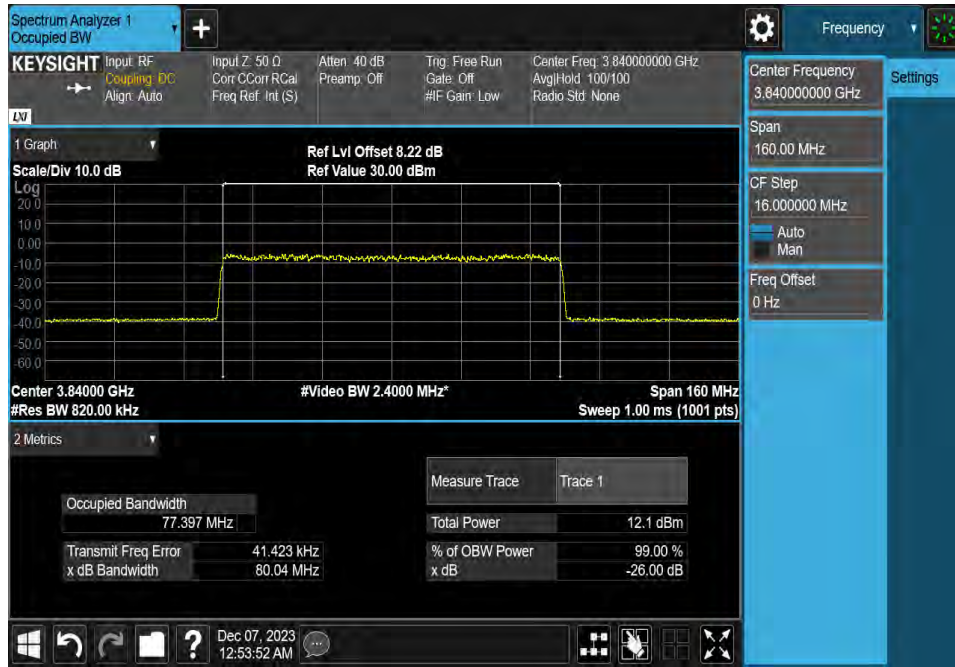 Spectrum Analyzer 1
Occupied BW
+
Frequency
KEYSIGHT
LXI
Input: RF
Coupling: DC
Align: Auto
Input Z: 50 Ω
Corr CCorr RCal
Freq Ref: Int (S)
Atten: 40 dB
Preamp: Off
Trig: Free Run
Gate: Off
#IF Gain: Low
Center Freq: 3.840000000 GHz
Avg|Hold: 100/100
Radio Std: None
Center Frequency
3.840000000 GHz
Settings
Span
160.00 MHz
CF Step
16.000000 MHz
Auto
Man
Freq Offset
0 Hz
1 Graph
Scale/Div 10.0 dB
Ref Lvl Offset 8.22 dB
Ref Value 30.00 dBm
Log
20.0
10.0
0.00
-10.0
-20.0
-30.0
-40.0
-50.0
-60.0
Center 3.84000 GHz
#Res BW 820.00 kHz
#Video BW 2.4000 MHz*
Span 160 MHz
Sweep 1.00 ms (1001 pts)
2 Metrics
Measure Trace Trace 1
Occupied Bandwidth
77.397 MHz
Total Power 12.1 dBm
Transmit Freq Error 41.423 kHz
% of OBW Power 99.00 %
x dB Bandwidth 80.04 MHz
x dB -26.00 dB
?
Dec 07, 2023
12:53:52 AM